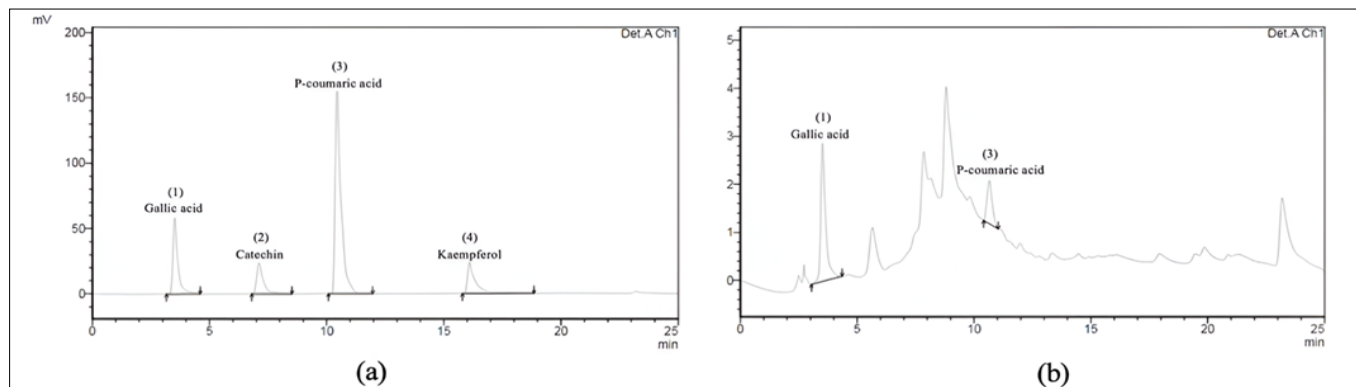 mV
200
150
100
50
0
Det.A Ch1
(3)
P-coumaric acid
(1)
Gallic acid
(2)
Catechin
(4)
Kaempferol
0 5 10 15 20 25
min
(a)
5
4
3
2
1
0
Det.A Ch1
(1)
Gallic acid
(3)
P-coumaric acid
0 5 10 15 20 25
min
(b)